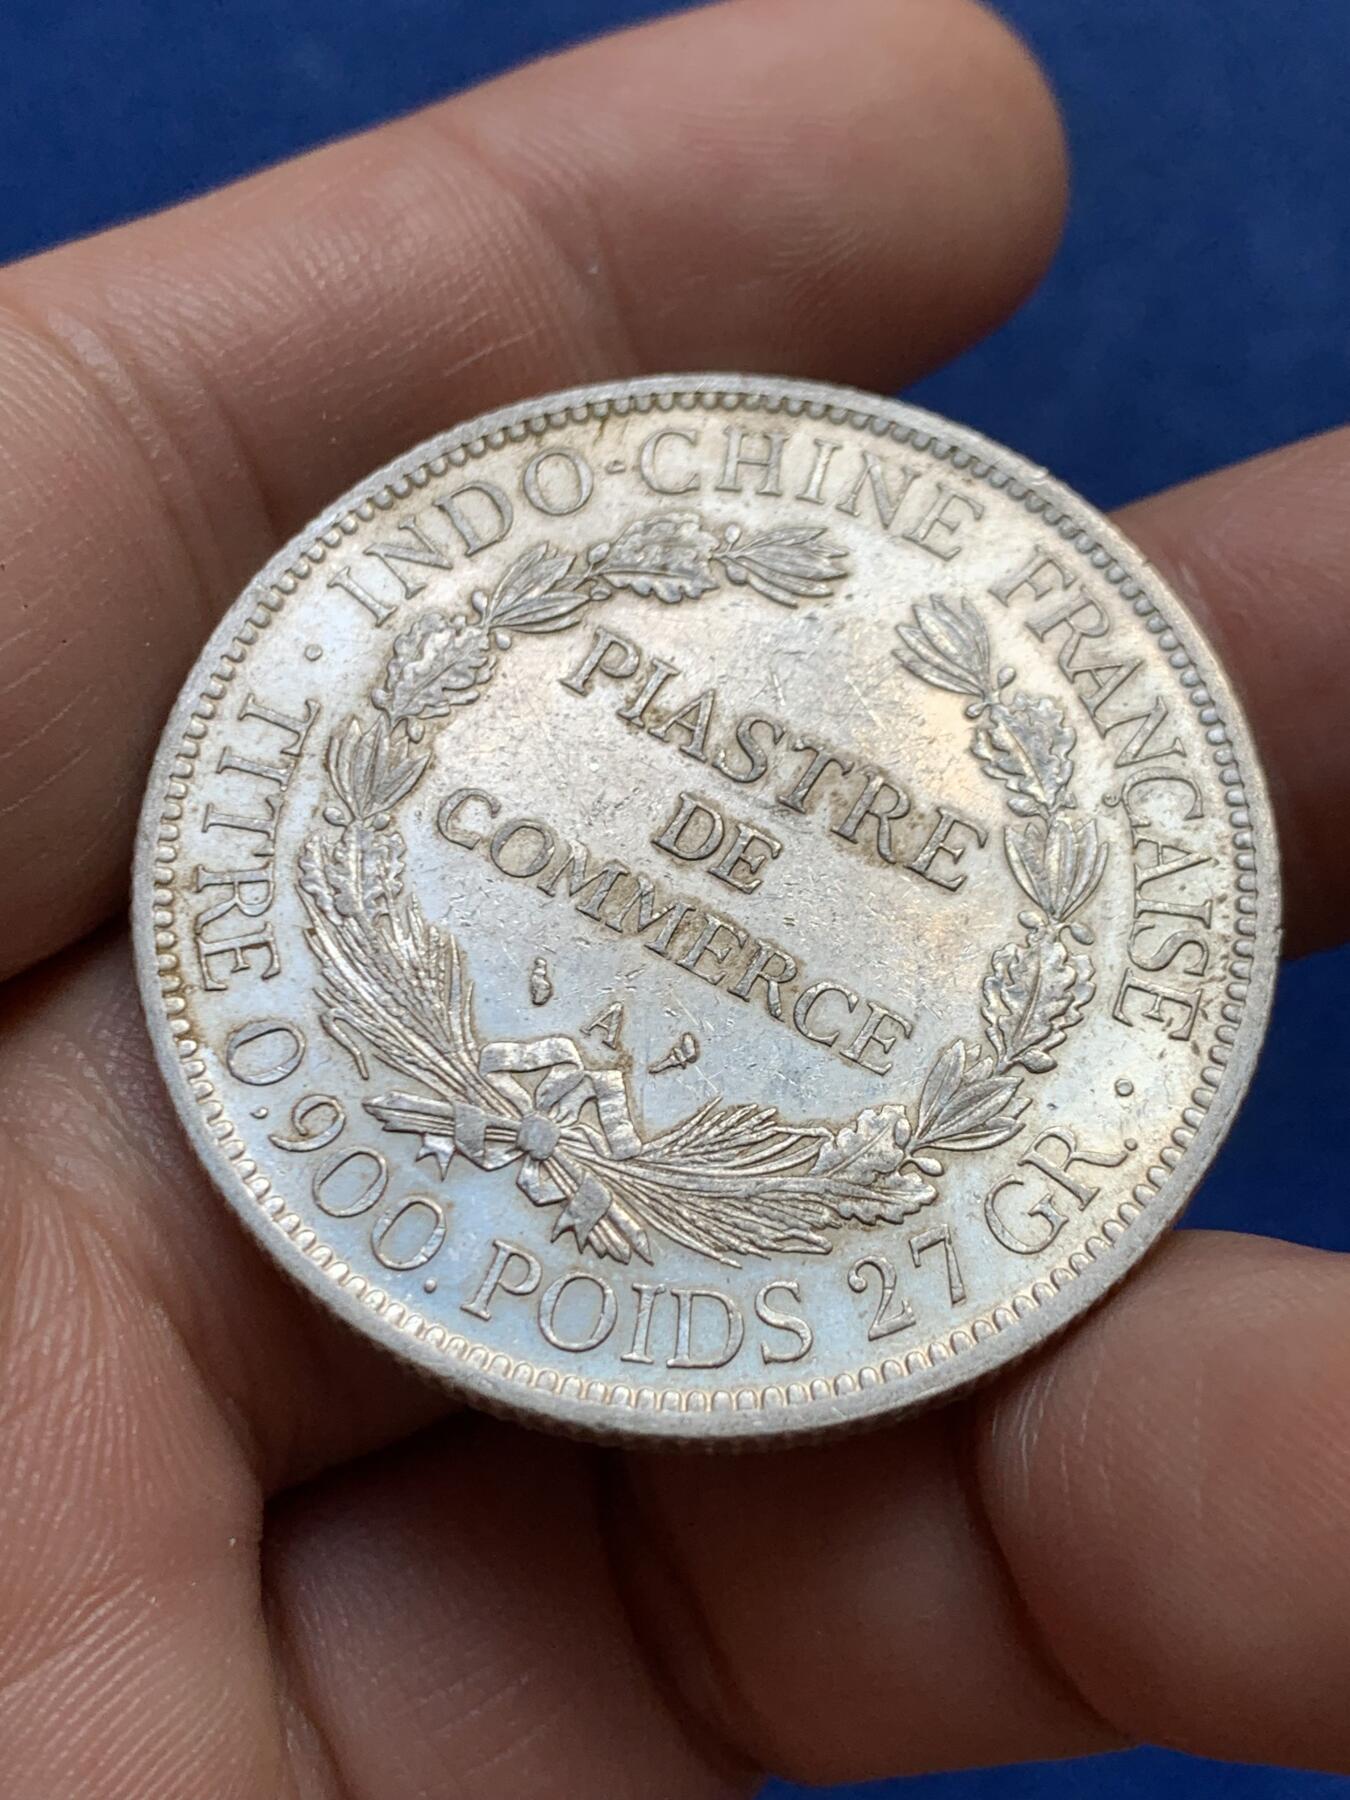 INDO-CHINE FRANÇAISE
PIASTRE
DE
COMMERCE
A
TITRE 0,900. POIDS 27 GR.